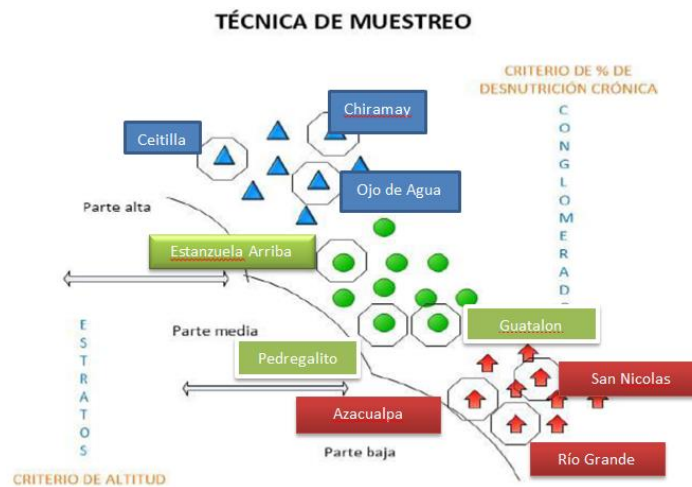 TÉCNICA DE MUESTREO
CRITERIO DE % DE
DESNUTRICIÓN CRÓNICA
Chiramay
Ceitilla
Ojo de Agua
Parte alta
Estanzuela Arriba
CONGLOMERAD
Guatalon
Parte media
Pedregalito
San Nicolas
Azacualpa
Río Grande
Parte baja
ESTRATOS
CRITERIO DE ALTITUD